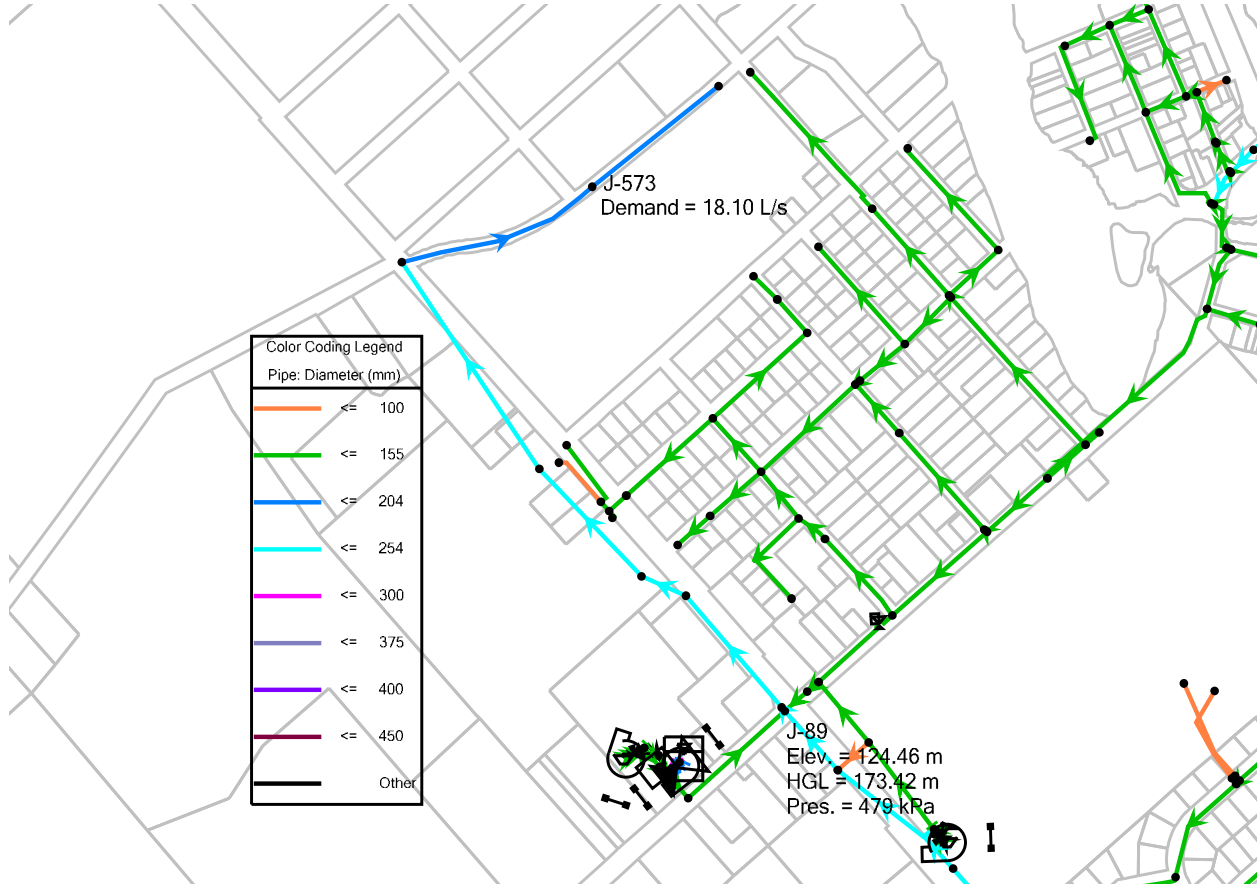 J-573
Demand = 18.10 L/s
Color Coding Legend
Pipe: Diameter (mm)
<= 100
<= 155
<= 204
<= 254
<= 300
<= 375
<= 400
<= 450
Other
J-89
Elev. = 124.46 m
HGL = 173.42 m
Pres. = 479 kPa